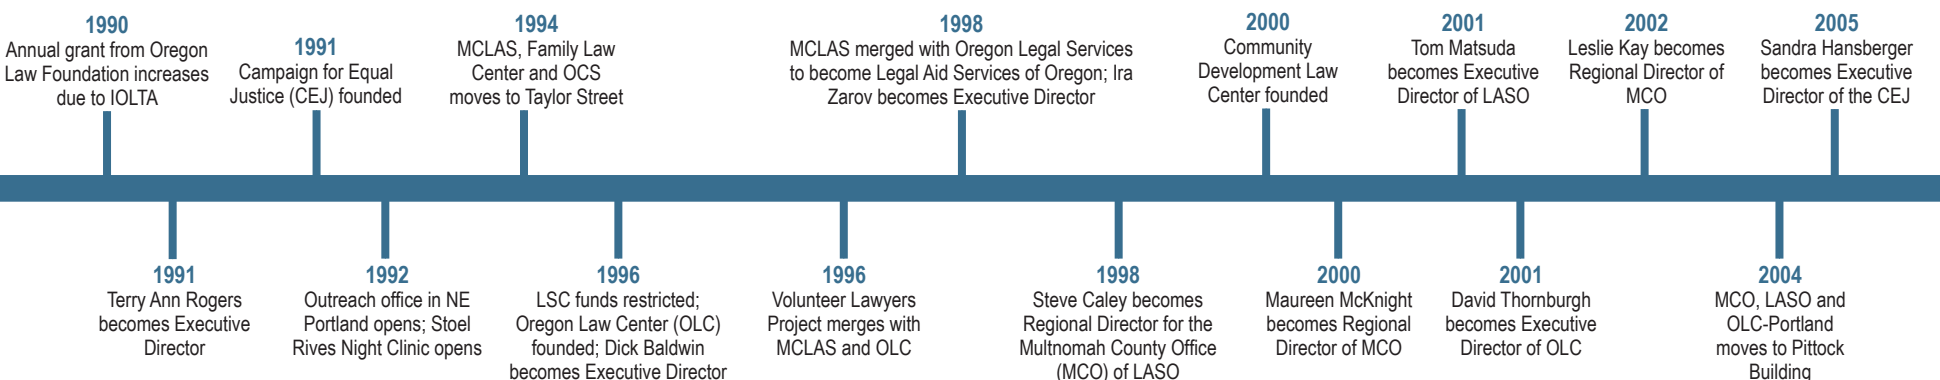 1990
Annual grant from Oregon
Law Foundation increases
due to IOLTA
1991
Campaign for Equal
Justice (CEJ) founded
1994
MCLAS, Family Law
Center and OCS
moves to Taylor Street
1998
MCLAS merged with Oregon Legal Services
to become Legal Aid Services of Oregon; Ira
Zarov becomes Executive Director
2000
Community
Development Law
Center founded
2001
Tom Matsuda
becomes Executive
Director of LASO
2002
Leslie Kay becomes
Regional Director of
MCO
2005
Sandra Hansberger
becomes Executive
Director of the CEJ
1991
Terry Ann Rogers
becomes Executive
Director
1992
Outreach office in NE
Portland opens; Stoel
Rives Night Clinic opens
1996
LSC funds restricted;
Oregon Law Center (OLC)
founded; Dick Baldwin
becomes Executive Director
1996
Volunteer Lawyers
Project merges with
MCLAS and OLC
1998
Steve Caley becomes
Regional Director for the
Multnomah County Office
(MCO) of LASO
2000
Maureen McKnight
becomes Regional
Director of MCO
2001
David Thornburgh
becomes Executive
Director of OLC
2004
MCO, LASO and
OLC-Portland
moves to Pittock
Building